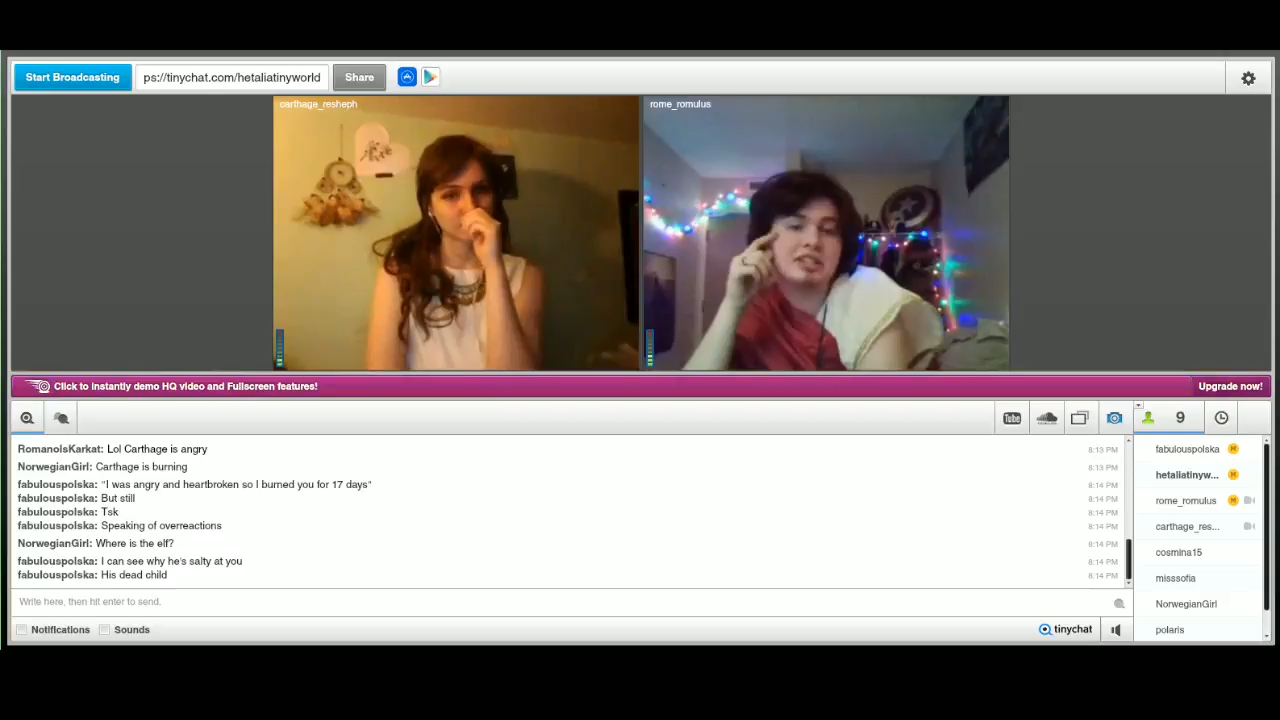 Start Broadcasting
ps://tinychat.com/hetaliatinyworld
Share
carthage_resheph
rome_romulus
Click to instantly demo HQ video and Fullscreen features!
Upgrade now!
You Tube
9
RomanoIsKarkat: Lol Carthage is angry 8:13 PM
NorwegianGirl: Carthage is burning 8:13 PM
fabulouspolska: "I was angry and heartbroken so I burned you for 17 days" 8:14 PM
fabulouspolska: But still 8:14 PM
fabulouspolska: Tsk 8:14 PM
fabulouspolska: Speaking of overreactions 8:14 PM
NorwegianGirl: Where is the elf? 8:14 PM
fabulouspolska: I can see why he's salty at you 8:14 PM
fabulouspolska: His dead child 8:14 PM
Write here, then hit enter to send.
Notifications
Sounds
tinychat
fabulouspolska M
hetaliatinyw... M
rome_romulus M
carthage_res...
cosmina15
misssofia
NorwegianGirl
polaris